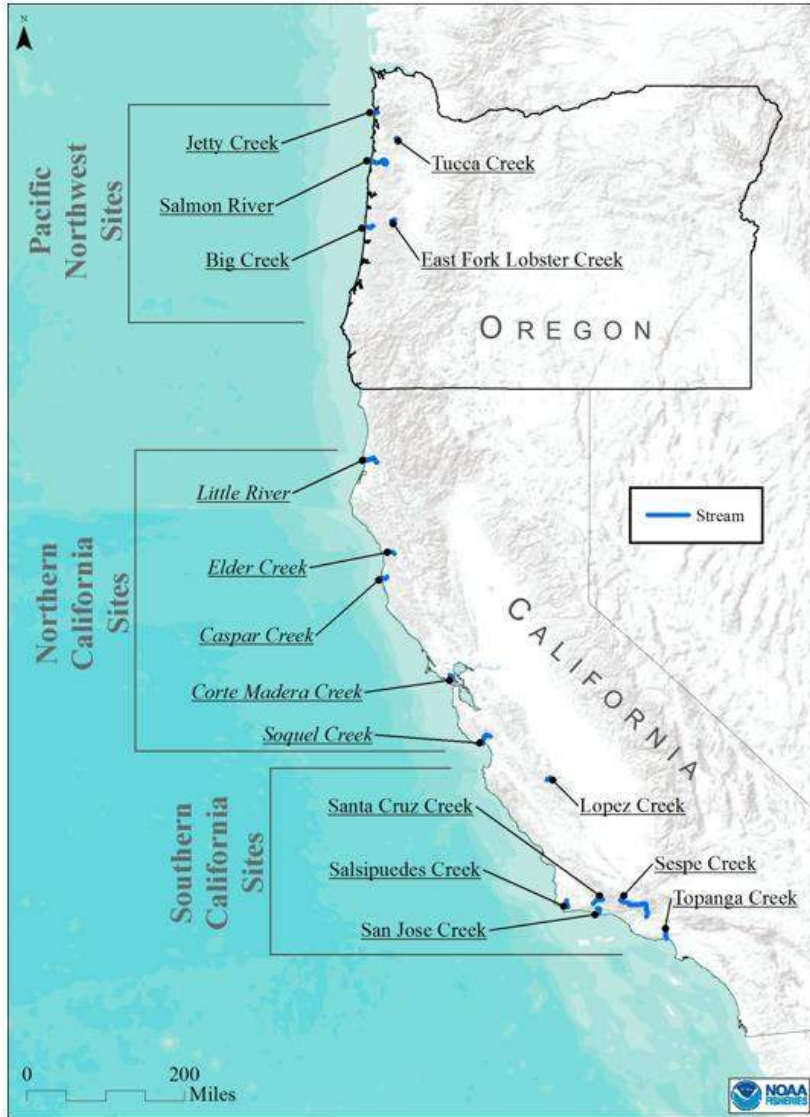 N
Pacific
Northwest
Sites
Jetty Creek
Tucca Creek
Salmon River
Big Creek
East Fork Lobster Creek
OREGON
Little River
Stream
Northern
California
Sites
Elder Creek
Caspar Creek
CALIFORNIA
Corte Madera Creek
Soquel Creek
Southern
California
Sites
Lopez Creek
Santa Cruz Creek
Sespe Creek
Salsipuedes Creek
Topanga Creek
San Jose Creek
0 200
Miles
NOAA
FISHERIES